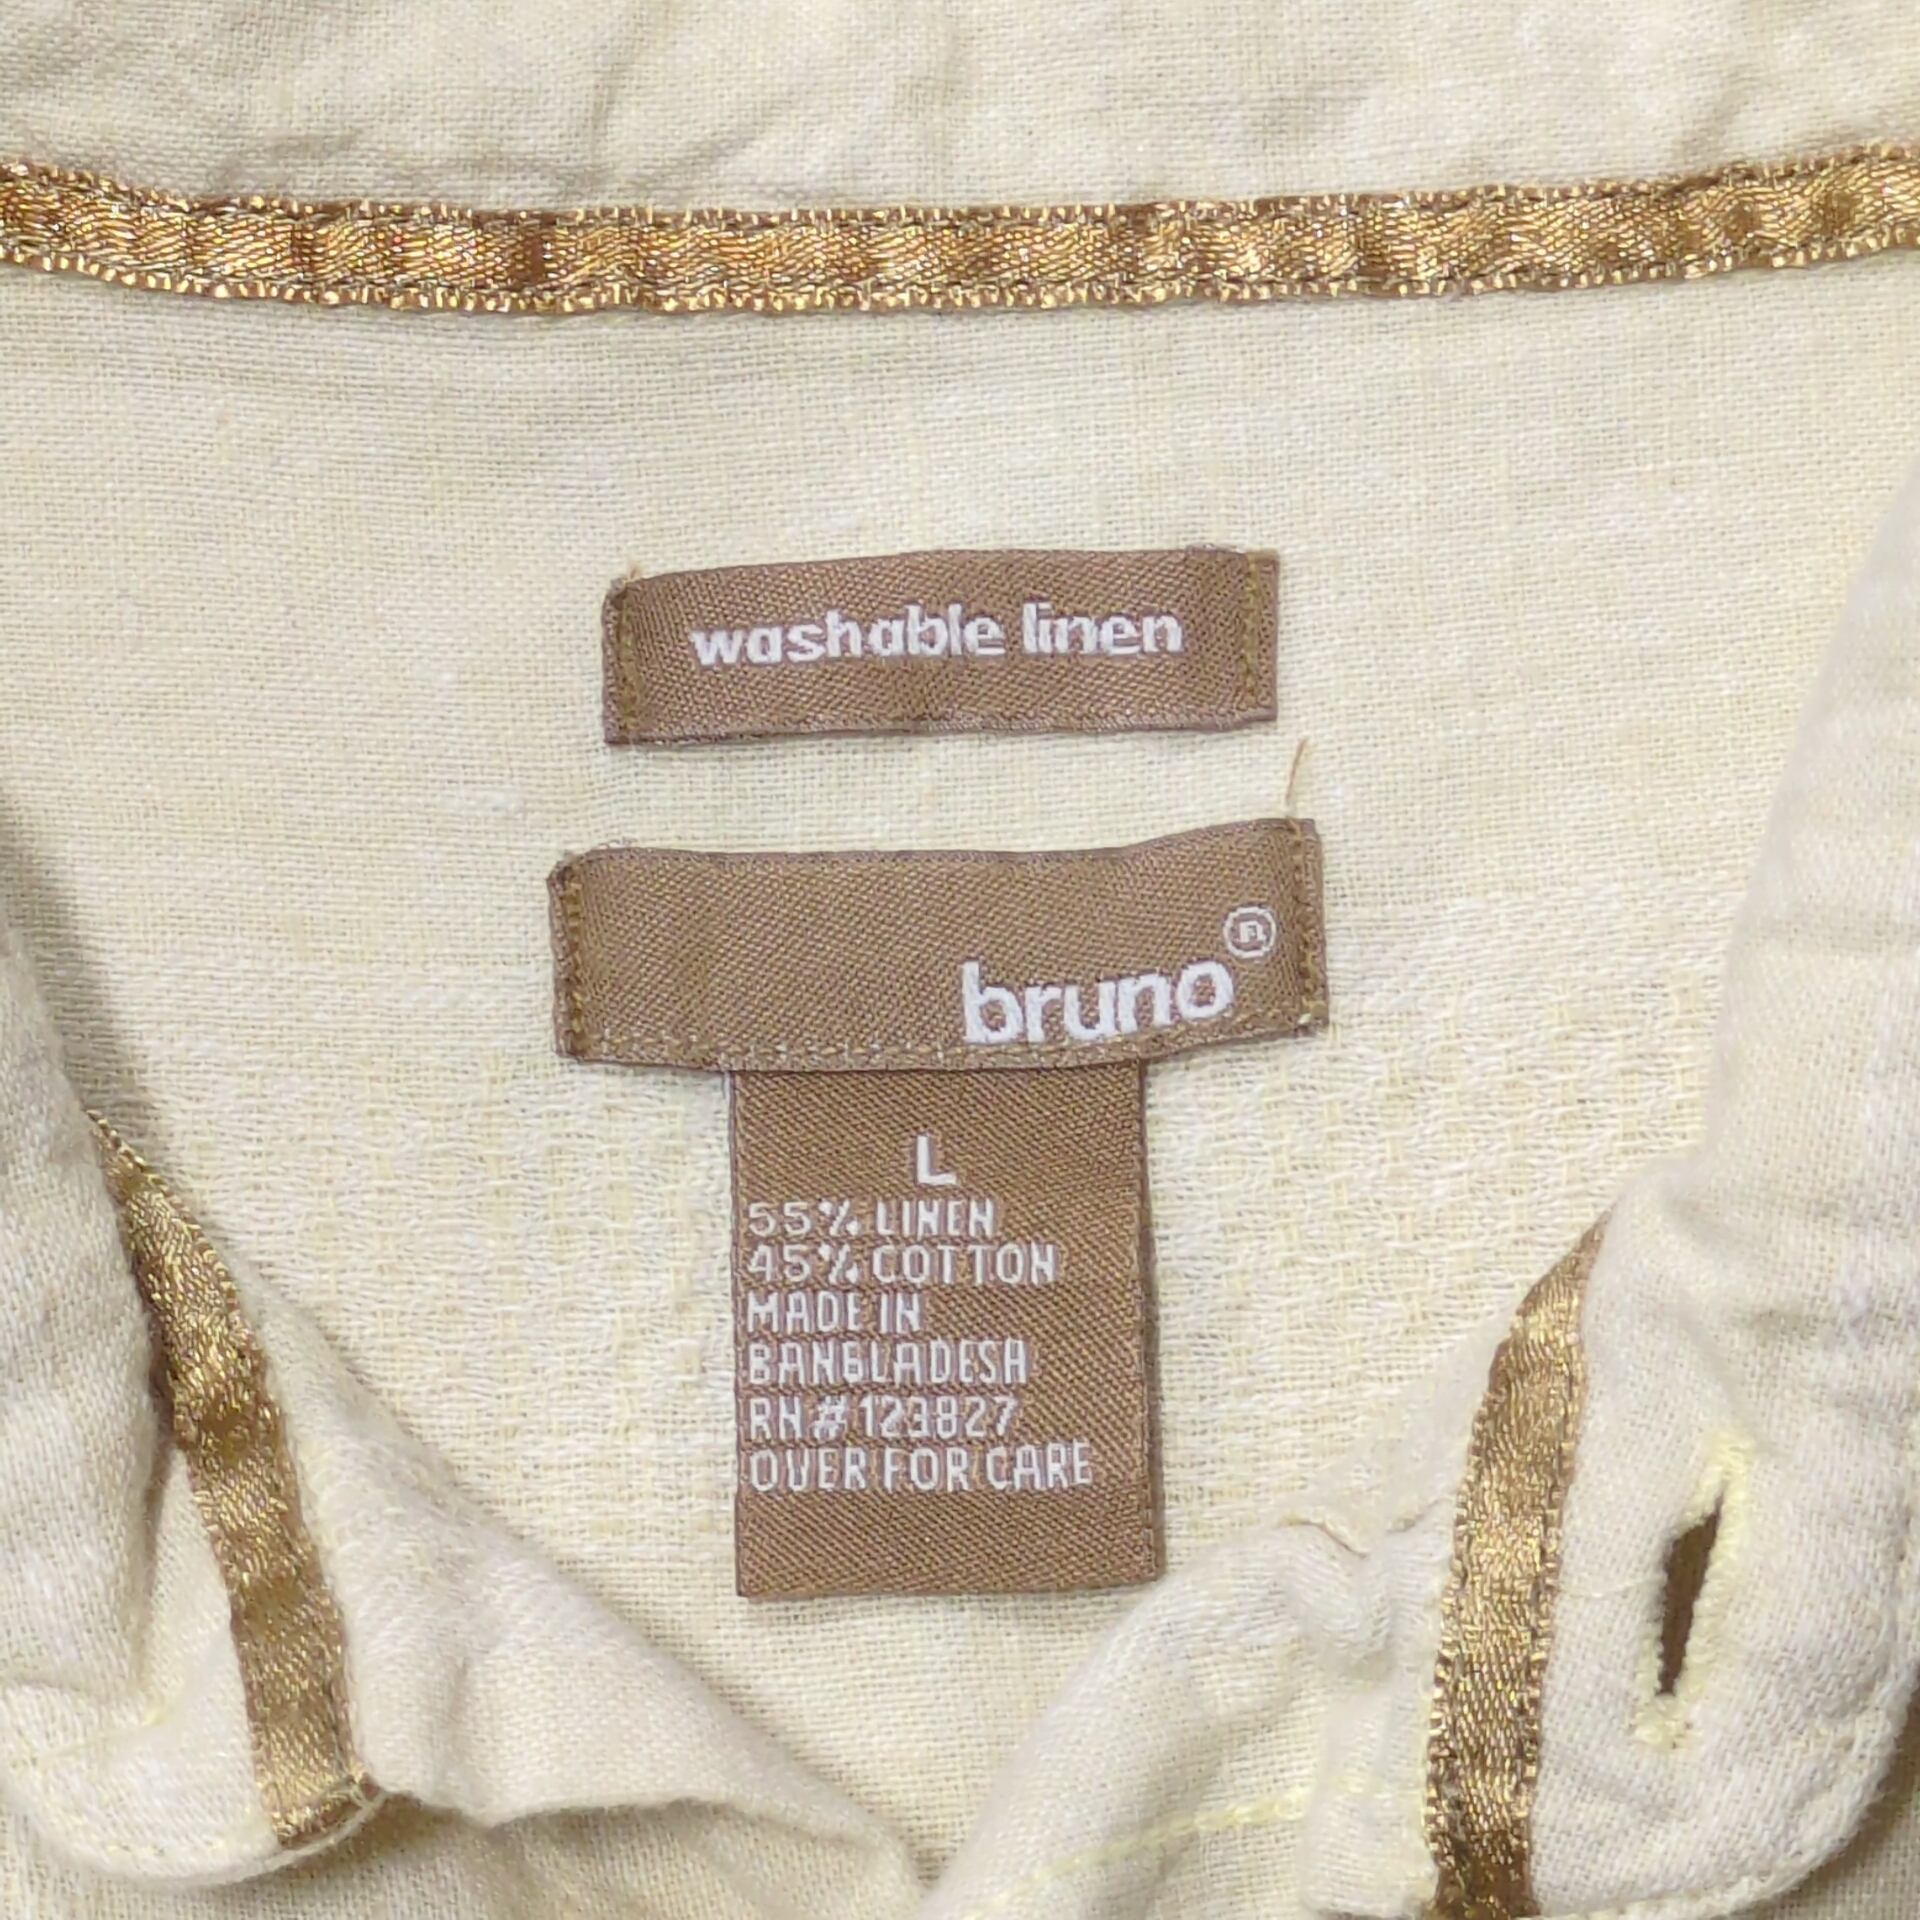 washable linen
bruno®
L
55% LINEN
45% COTTON
MADE IN
BANGLADESH
RN#123827
OVER FOR CARE